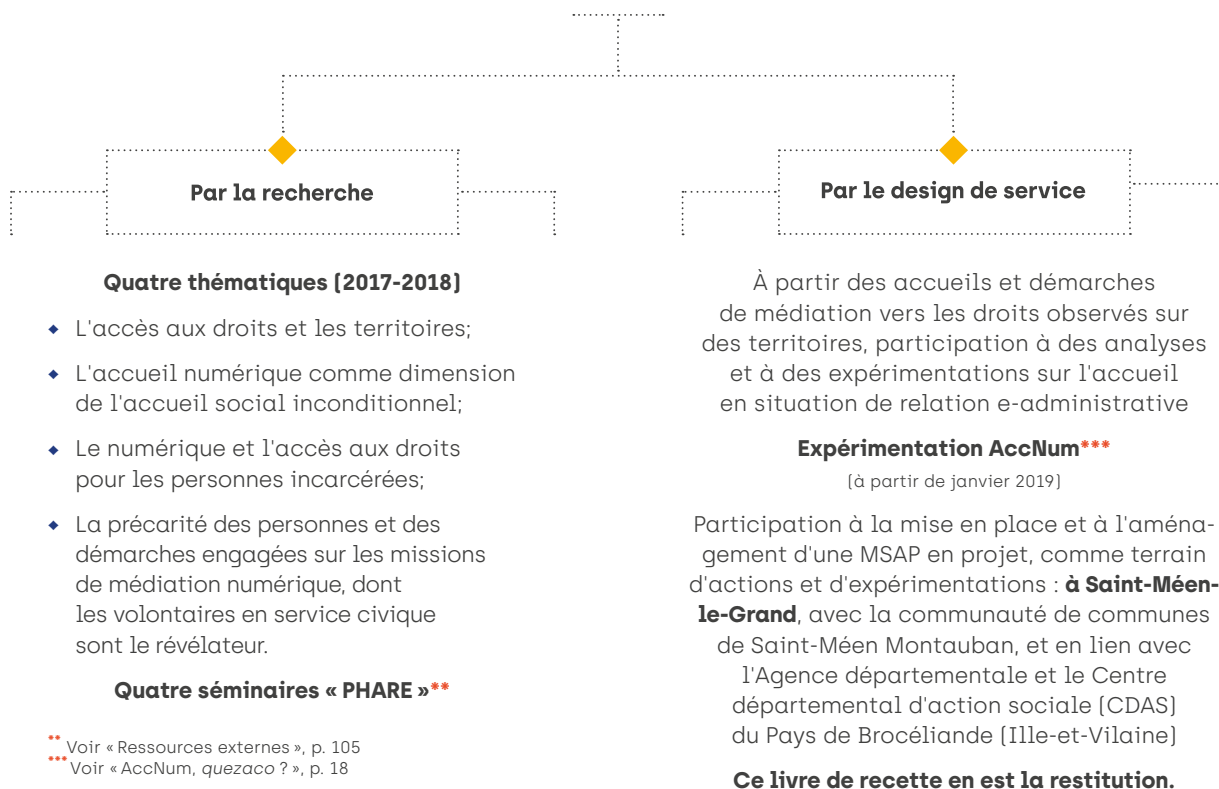 Par la recherche
Quatre thématiques (2017-2018)
L'accès aux droits et les territoires;
L'accueil numérique comme dimension
de l'accueil social inconditionnel;
Le numérique et l'accès aux droits
pour les personnes incarcérées;
La précarité des personnes et des
démarches engagées sur les missions
de médiation numérique, dont
les volontaires en service civique
sont le révélateur.
Quatre séminaires « PHARE »**
** Voir « Ressources externes », p. 105
*** Voir « AccNum, quezaco ? », p. 18
Par le design de service
À partir des accueils et démarches
de médiation vers les droits observés sur
des territoires, participation à des analyses
et à des expérimentations sur l'accueil
en situation de relation e-administrative
Expérimentation AccNum***
(à partir de janvier 2019)
Participation à la mise en place et à l'aména-
gement d'une MSAP en projet, comme terrain
d'actions et d'expérimentations : à Saint-Méen-
le-Grand, avec la communauté de communes
de Saint-Méen Montauban, et en lien avec
l'Agence départementale et le Centre
départemental d'action sociale (CDAS)
du Pays de Brocéliande (Ille-et-Vilaine)
Ce livre de recette en est la restitution.